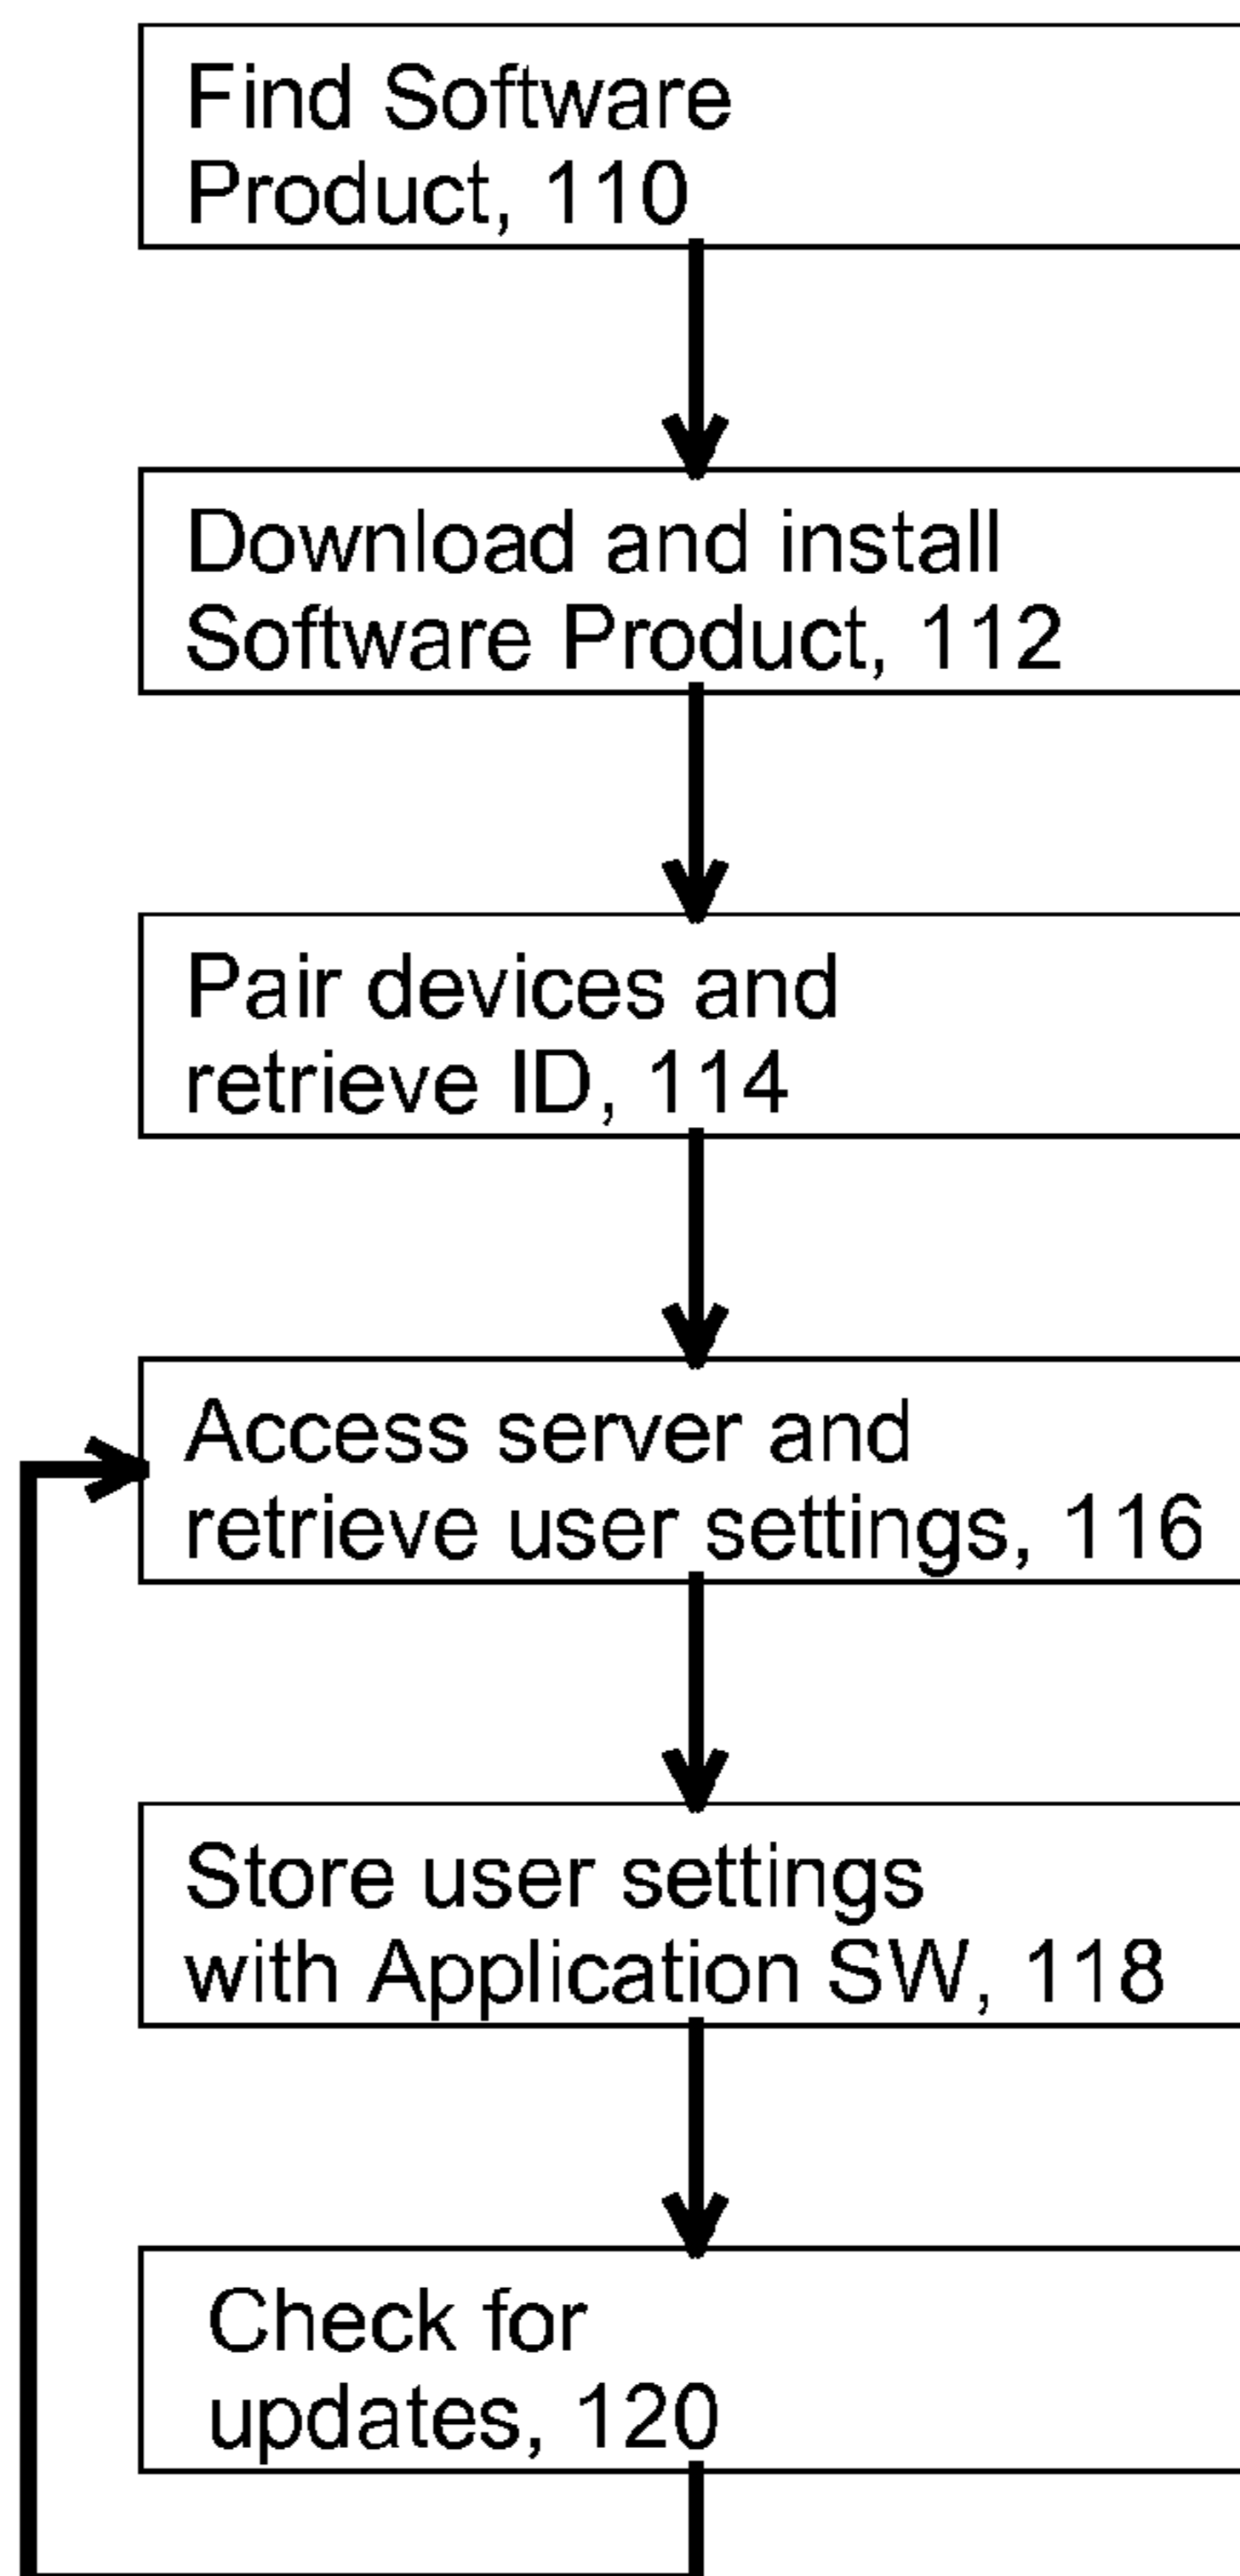 Find Software
Product, 110
Download and install
Software Product, 112
Pair devices and
retrieve ID, 114
Access server and
retrieve user settings, 116
Store user settings
with Application SW, 118
Check for
updates, 120